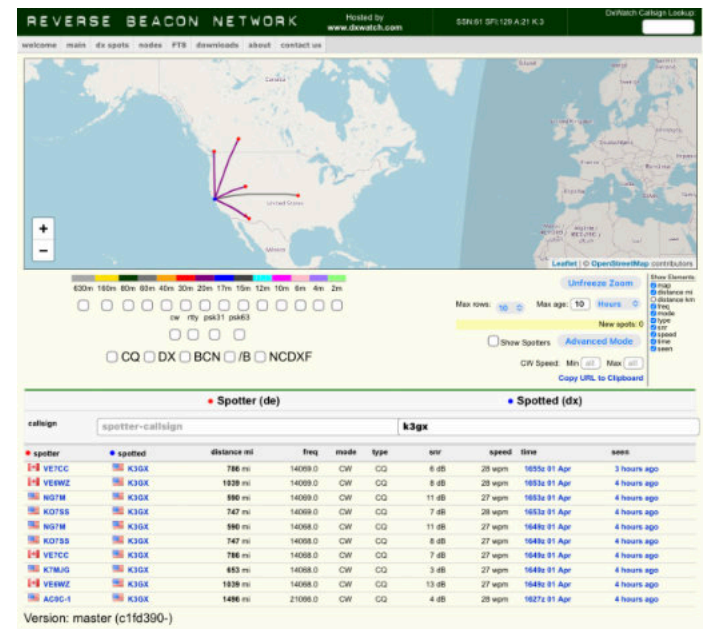 REVERSE BEACON NETWORK
Hosted by
www.dxwatch.com
SSN:61 SFI:129 A:21 K:3
DxWatch Callsign Lookup:
welcome main dx spots nodes FT8 downloads about contact us
Canada
United States
México
+
−
Leaflet | © OpenStreetMap contributors
630m 160m 80m 60m 40m 30m 20m 17m 15m 12m 10m 6m 4m 2m
cw rtty psk31 psk63
CQ DX BCN /B NCDXF
Unfreeze Zoom
Max rows: 10 Max age: 10 Hours
New spots: 0
Show Spotters Advanced Mode
CW Speed: Min all Max all
Copy URL to Clipboard
Show Elements:
map
distance mi
distance km
freq
mode
type
snr
speed
time
seen
Spotter (de) Spotted (dx)
callsign spotter-callsign k3gx
spotter spotted distance mi freq mode type snr speed time seen
VE7CC K3GX 786 mi 14069.0 CW CQ 6 dB 28 wpm 1655z 01 Apr 3 hours ago
VE6WZ K3GX 1039 mi 14069.0 CW CQ 8 dB 28 wpm 1653z 01 Apr 4 hours ago
NG7M K3GX 590 mi 14069.0 CW CQ 11 dB 27 wpm 1653z 01 Apr 4 hours ago
KO7SS K3GX 747 mi 14069.0 CW CQ 7 dB 28 wpm 1653z 01 Apr 4 hours ago
NG7M K3GX 590 mi 14068.0 CW CQ 11 dB 27 wpm 1649z 01 Apr 4 hours ago
KO7SS K3GX 747 mi 14068.0 CW CQ 8 dB 27 wpm 1649z 01 Apr 4 hours ago
VE7CC K3GX 786 mi 14068.0 CW CQ 7 dB 28 wpm 1649z 01 Apr 4 hours ago
K7MJG K3GX 653 mi 14068.0 CW CQ 3 dB 28 wpm 1649z 01 Apr 4 hours ago
VE6WZ K3GX 1039 mi 14068.0 CW CQ 13 dB 28 wpm 1649z 01 Apr 4 hours ago
AC0C-1 K3GX 1496 mi 21066.0 CW CQ 4 dB 28 wpm 1627z 01 Apr 4 hours ago
Version: master (c1fd390-)